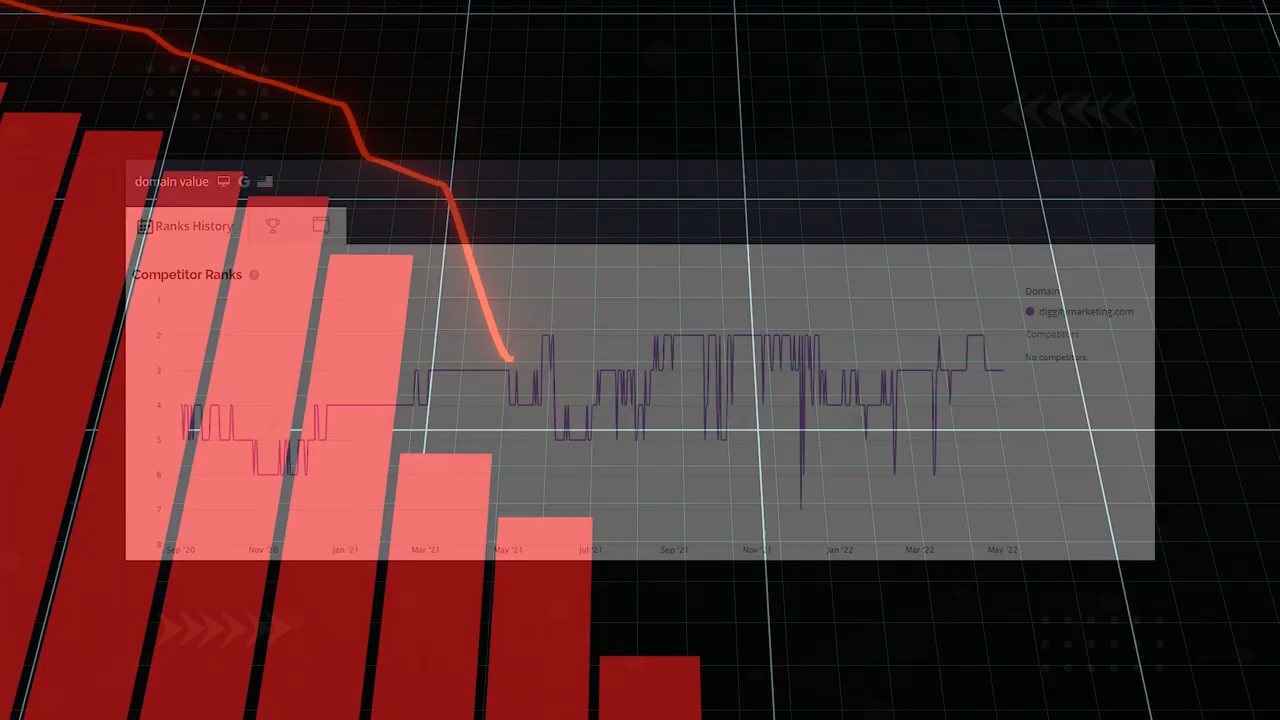 domain value
Ranks History
Competitor Ranks
1
2
3
4
5
6
7
8
Sep '20 Nov '20 Jan '21 Mar '21 May '21 Jul '21 Sep '21 Nov '21 Jan '22 Mar '22 May '22
Domain
diggitymarketing.com
Competitors
No competitors.